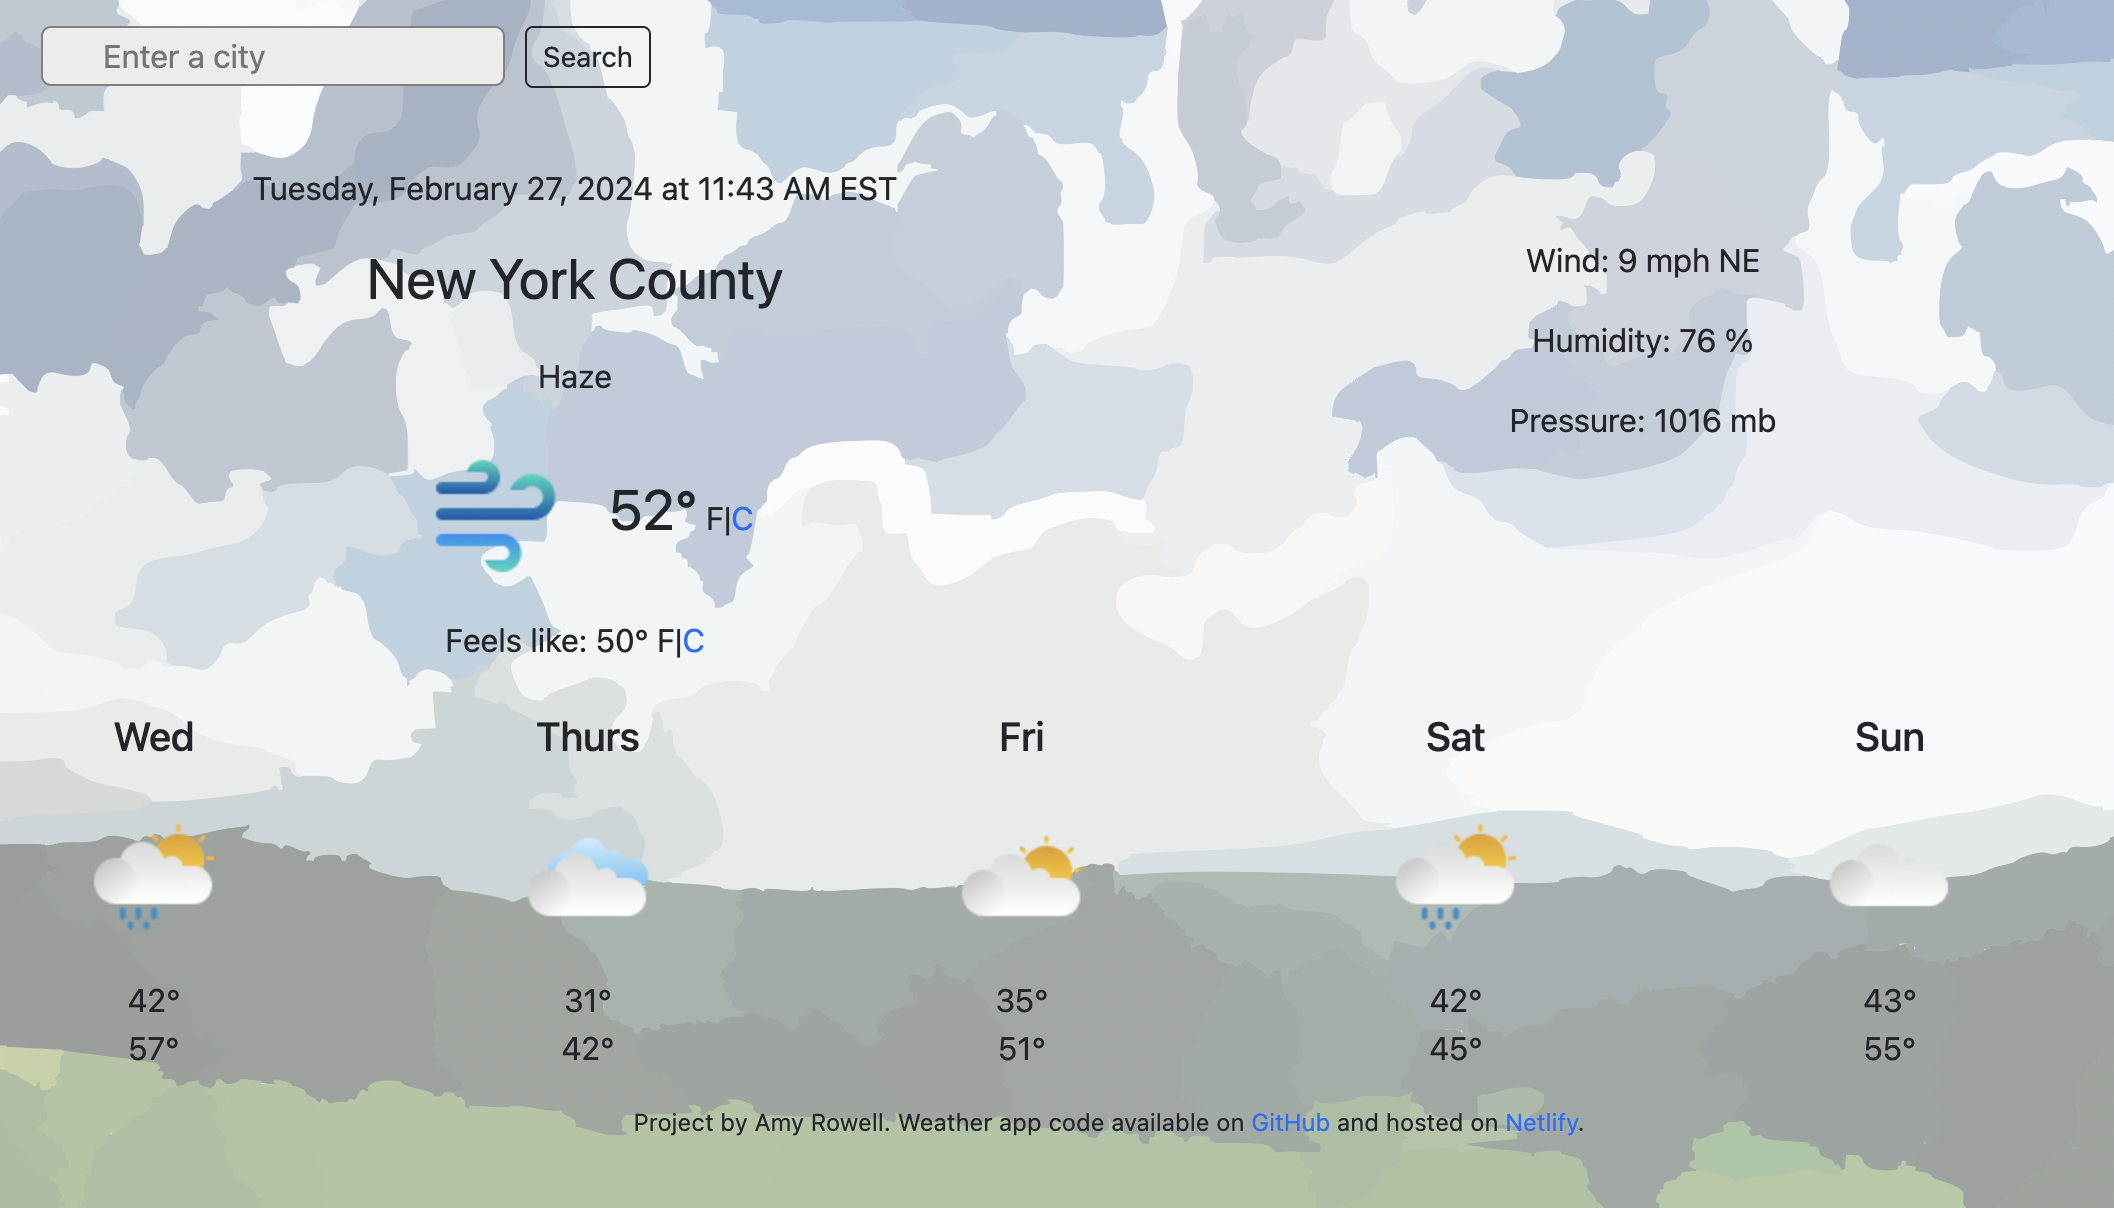 Enter a city
Search
Tuesday, February 27, 2024 at 11:43 AM EST
New York County
Haze
52° F|C
Feels like: 50° F|C
Wind: 9 mph NE
Humidity: 76 %
Pressure: 1016 mb
Wed Thurs Fri Sat Sun
42° 31° 35° 42° 43°
57° 42° 51° 45° 55°
Project by Amy Rowell. Weather app code available on GitHub and hosted on Netlify.